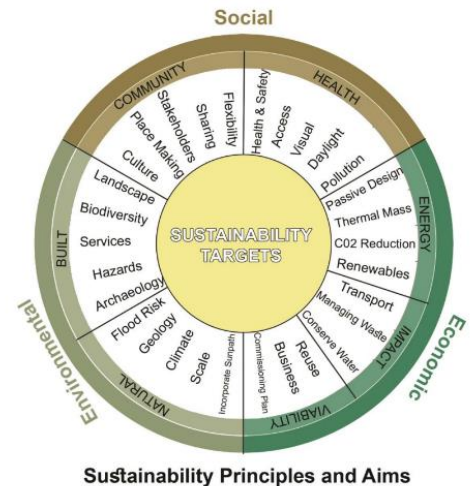 Social
COMMUNITY
Culture
Place Making
Stakeholders
Sharing
Flexibility
HEALTH
Health & Safety
Access
Visual
Daylight
Pollution
ENERGY
Passive Design
Thermal Mass
C02 Reduction
Renewables
IMPACT
Transport
Managing Waste
Conserve Water
Economic
VIABILITY
Reuse
Business
Commissioning Plan
NATURAL
Incorporate Sunpath
Scale
Climate
Geology
Flood Risk
Environmental
BUILT
Archaeology
Hazards
Services
Biodiversity
Landscape
SUSTAINABILITY
TARGETS
Sustainability Principles and Aims